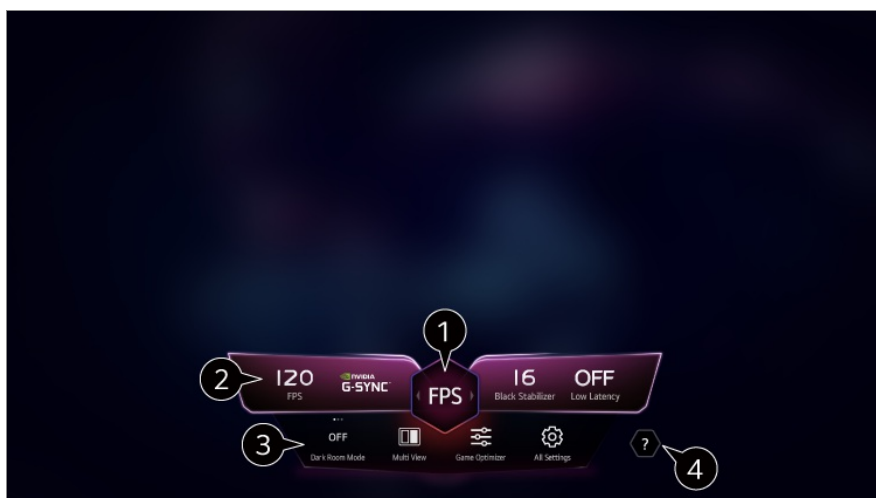 1
2
120
FPS
NVIDIA
G-SYNC
FPS
16
Black Stabilizer
OFF
Low Latency
3
OFF
Dark Room Mode
Multi View
Game Optimizer
All Settings
?
4